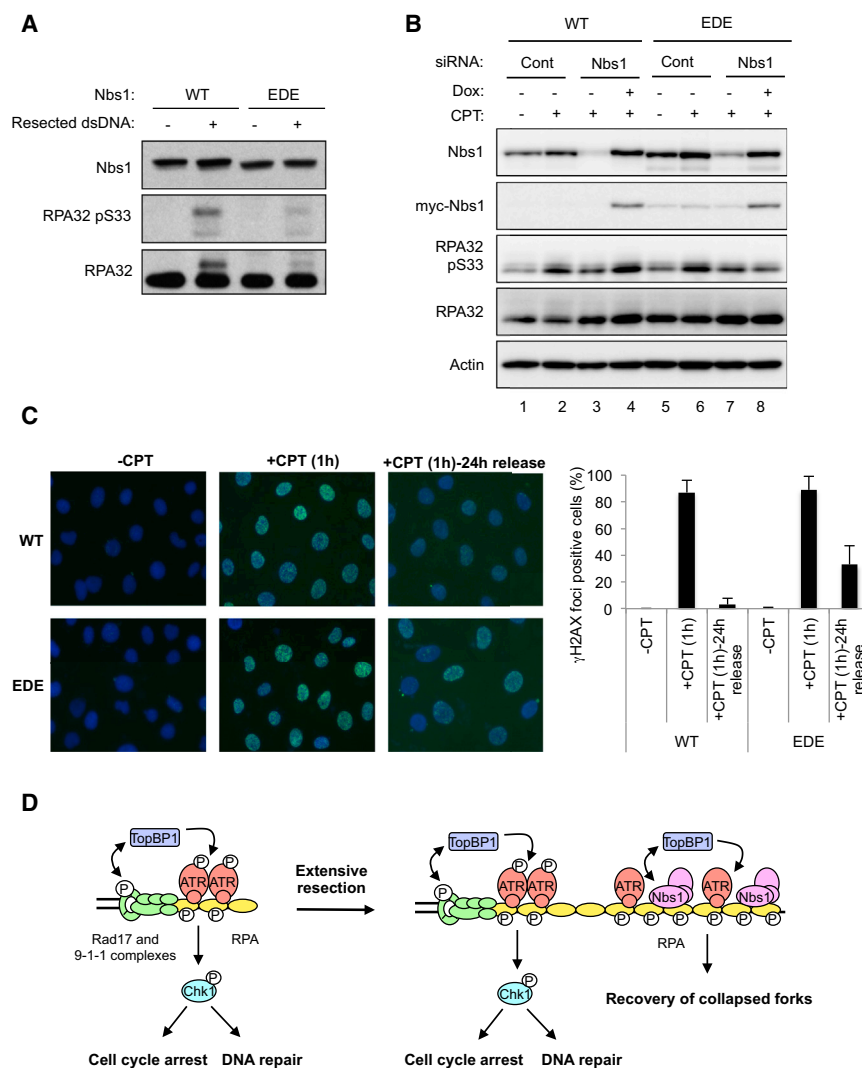 A
Nbs1: WT EDE
Resected dsDNA: - + - +
Nbs1
RPA32 pS33
RPA32
B
WT EDE
siRNA: Cont Nbs1 Cont Nbs1
Dox: - - - + - - - +
CPT: - + + + - + + +
Nbs1
myc-Nbs1
RPA32
pS33
RPA32
Actin
1 2 3 4 5 6 7 8
C
-CPT +CPT (1h) +CPT (1h)-24h release
WT
EDE
γH2AX foci positive cells (%)
100
80
60
40
20
0
-CPT
+CPT (1h)
+CPT (1h)-24h
release
-CPT
+CPT (1h)
+CPT (1h)-24h
release
WT EDE
D
TopBP1
P
P P
ATR ATR
P P
Rad17 and
9-1-1 complexes
RPA
P
Chk1
Cell cycle arrest DNA repair
Extensive
resection
TopBP1 TopBP1
P
P P
ATR ATR ATR Nbs1 ATR Nbs1
P P P P P P P P
RPA
P
Chk1
Recovery of collapsed forks
Cell cycle arrest DNA repair